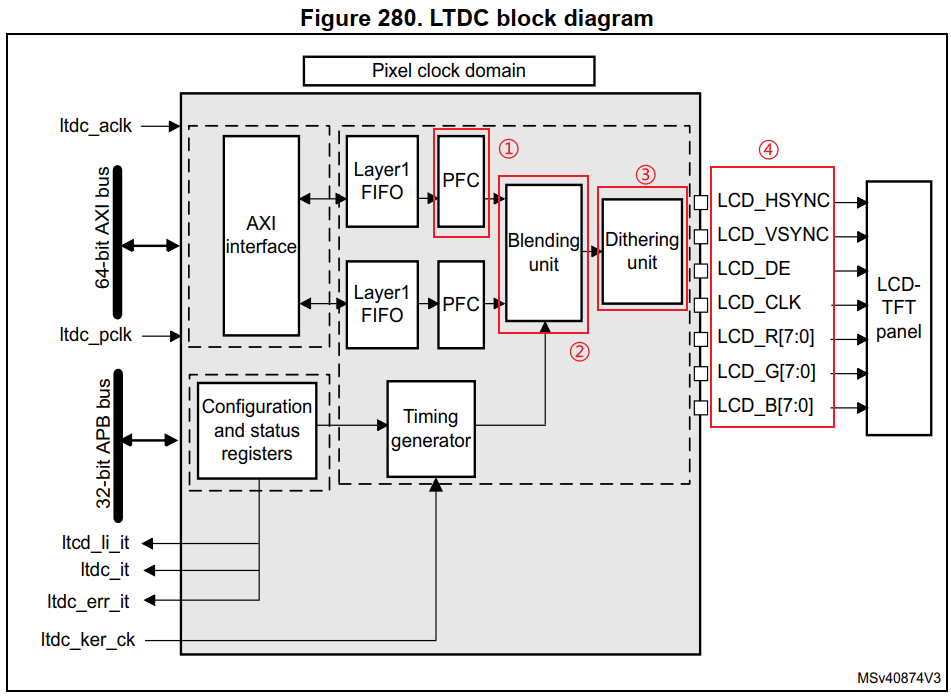 Figure 280. LTDC block diagram
Pixel clock domain
ltdc_aclk
64-bit AXI bus
ltdc_pclk
32-bit APB bus
ltcd_li_it
ltdc_it
ltdc_err_it
ltdc_ker_ck
AXI
interface
Layer1
FIFO
PFC
①
Layer1
FIFO
PFC
Blending
unit
②
Dithering
unit
③
Configuration
and status
registers
Timing
generator
④
LCD_HSYNC
LCD_VSYNC
LCD_DE
LCD_CLK
LCD_R[7:0]
LCD_G[7:0]
LCD_B[7:0]
LCD-
TFT
panel
MSv40874V3